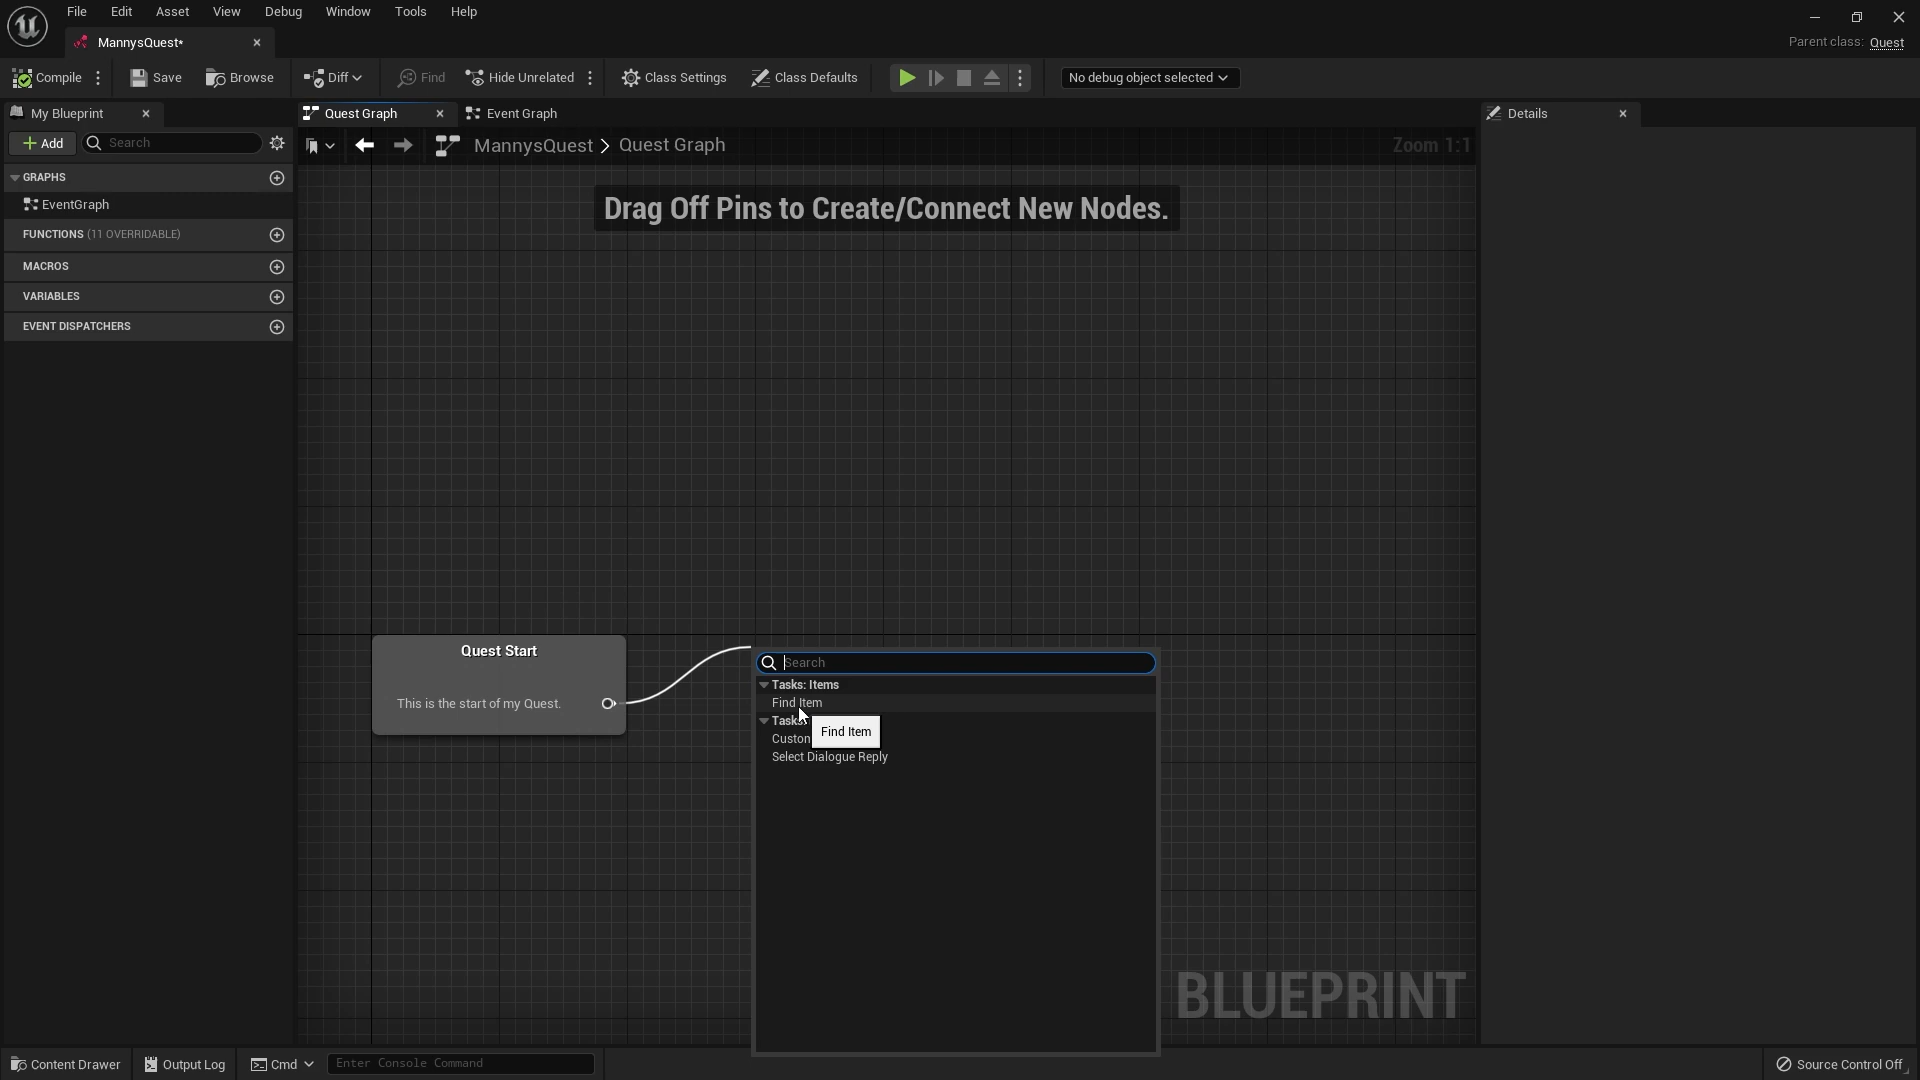 File Edit Asset View Debug Window Tools Help
MannysQuest*
Parent class: Quest
Compile Save Browse Diff Find Hide Unrelated Class Settings Class Defaults No debug object selected
My Blueprint
Quest Graph Event Graph
Details
Add Search
MannysQuest > Quest Graph
Zoom 1:1
GRAPHS
EventGraph
FUNCTIONS (11 OVERRIDABLE)
MACROS
VARIABLES
EVENT DISPATCHERS
Drag Off Pins to Create/Connect New Nodes.
Quest Start
This is the start of my Quest.
Search
Tasks: Items
Find Item
Find Item
Select Dialogue Reply
BLUEPRINT
Content Drawer Output Log Cmd Enter Console Command Source Control Off